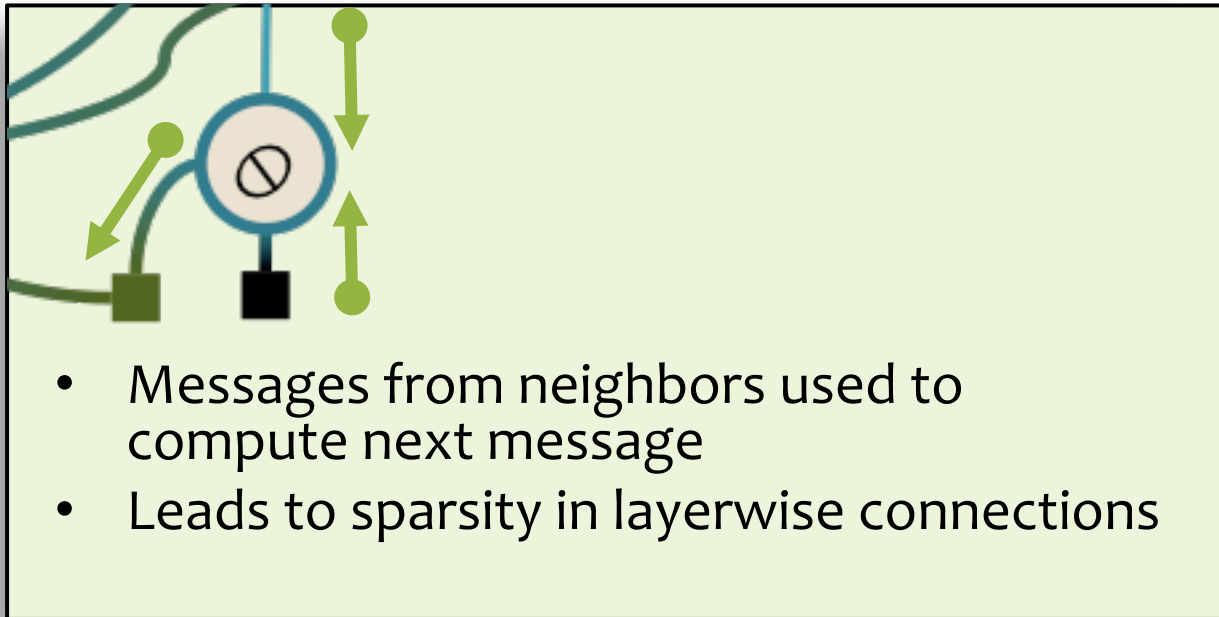 • Messages from neighbors used to
compute next message
• Leads to sparsity in layerwise connections